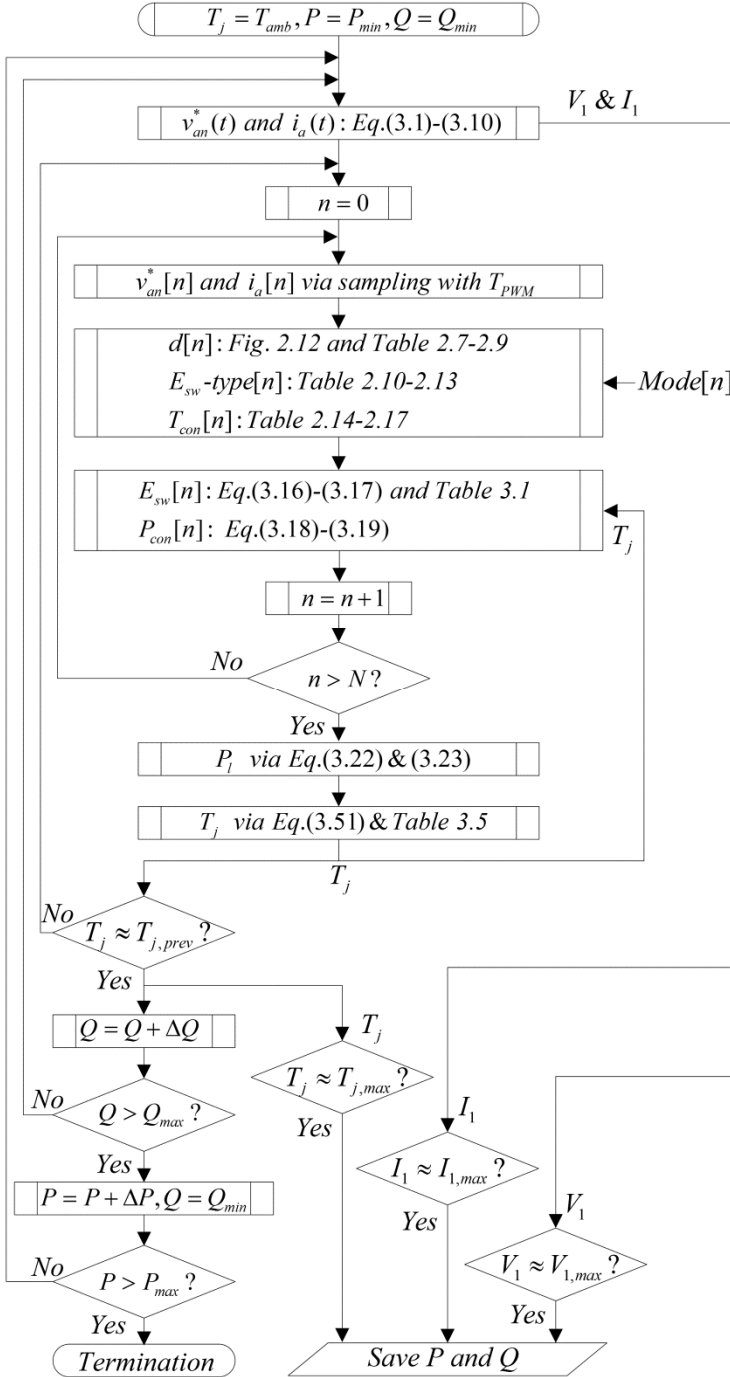 T_j = T_amb, P = P_min, Q = Q_min
V_1 & I_1
v_an^*(t) and i_a(t): Eq.(3.1)-(3.10)
n = 0
v_an^*[n] and i_a[n] via sampling with T_PWM
d[n]: Fig. 2.12 and Table 2.7-2.9
E_sw-type[n]: Table 2.10-2.13
Mode[n]
T_con[n]: Table 2.14-2.17
E_sw[n]: Eq.(3.16)-(3.17) and Table 3.1
P_con[n]: Eq.(3.18)-(3.19)
T_j
n = n+1
No
n > N?
Yes
P_l via Eq.(3.22) & (3.23)
T_j via Eq.(3.51) & Table 3.5
T_j
No
T_j ≈ T_j,prev?
Yes
Q = Q + ΔQ
T_j
T_j ≈ T_j,max?
No
Q > Q_max?
Yes
I_1
Yes
I_1 ≈ I_1,max?
P = P + ΔP, Q = Q_min
Yes
V_1
No
P > P_max?
V_1 ≈ V_1,max?
Yes
Yes
Termination
Save P and Q